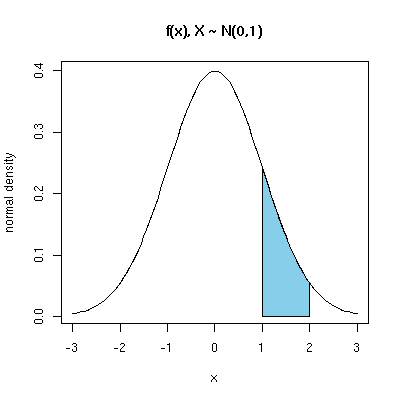 f(x), X ~ N(0,1)
normal density
0.4
0.3
0.2
0.1
0.0
-3 -2 -1 0 1 2 3
x